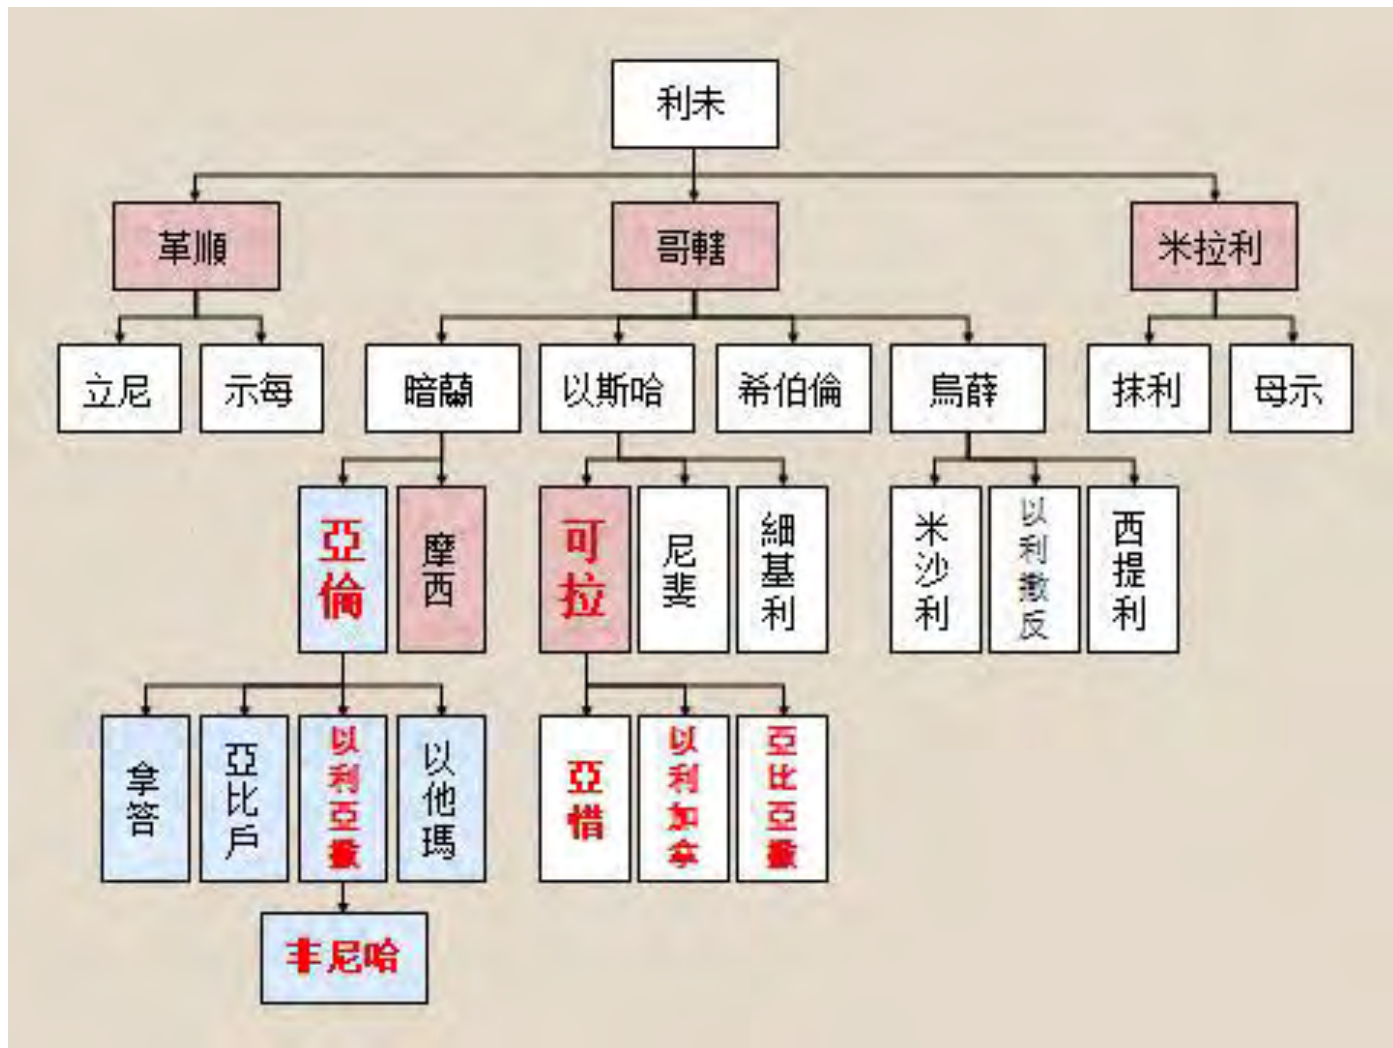 利未
革順
哥轄
米拉利
立尼
示每
暗蘭
以斯哈
希伯倫
烏薛
抹利
母示
亞倫
摩西
可拉
尼斐
細基利
米沙利
以利撒反
西提利
拿答
亞比戶
以利亞撒
以他瑪
亞惜
以利加拿
亞比亞撒
非尼哈